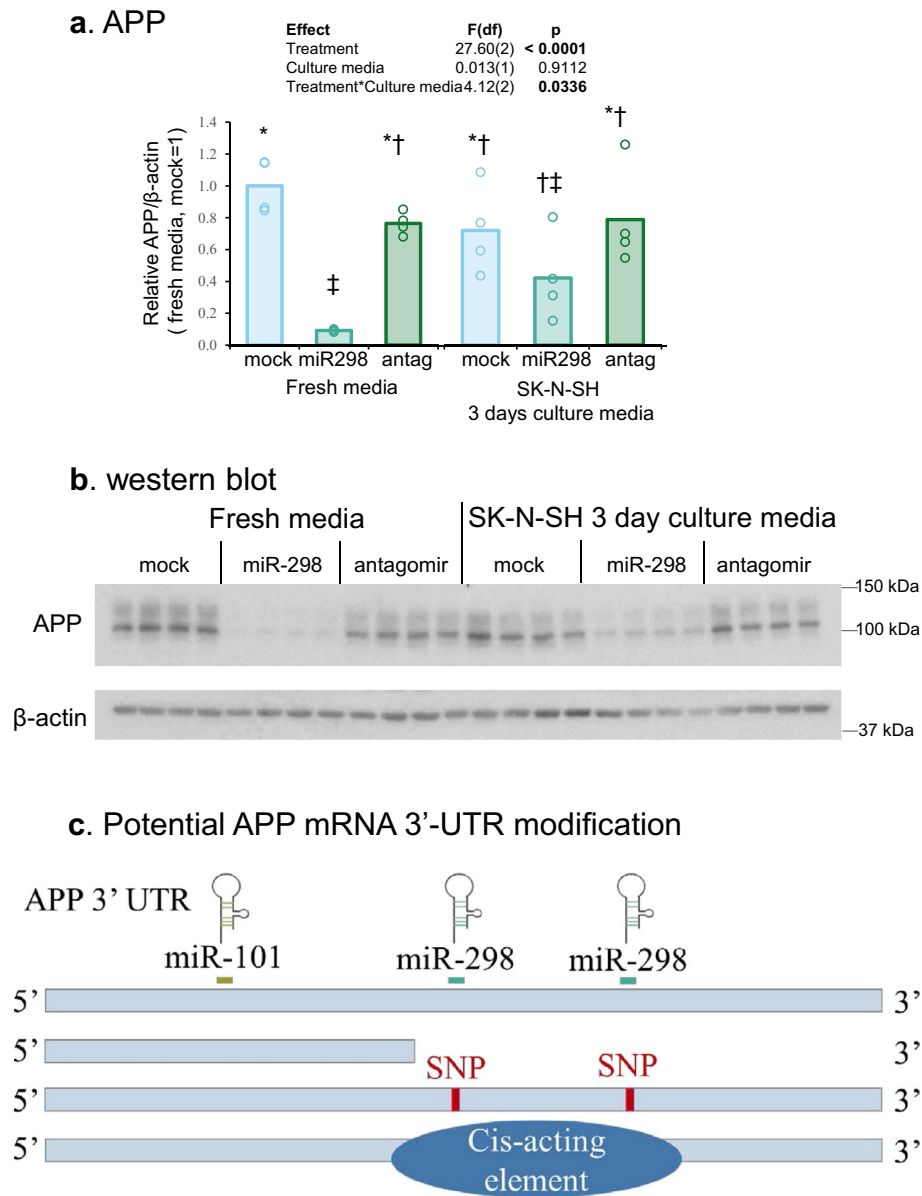 a. APP
Effect F(df) p
Treatment 27.60(2) < 0.0001
Culture media 0.013(1) 0.9112
Treatment*Culture media 4.12(2) 0.0336
Relative APP/β-actin
( fresh media, mock=1)
1.4
1.2
1.0
0.8
0.6
0.4
0.2
0.0
* ‡ *† *† †‡ *†
mock miR298 antag mock miR298 antag
Fresh media SK-N-SH
3 days culture media
b. western blot
Fresh media SK-N-SH 3 day culture media
mock miR-298 antagomir mock miR-298 antagomir
150 kDa
APP 100 kDa
β-actin
37 kDa
c. Potential APP mRNA 3'-UTR modification
APP 3’ UTR
miR-101 miR-298 miR-298
5’ 3’
5’ 3’
SNP SNP
5’ 3’
5’ Cis-acting 3’
element